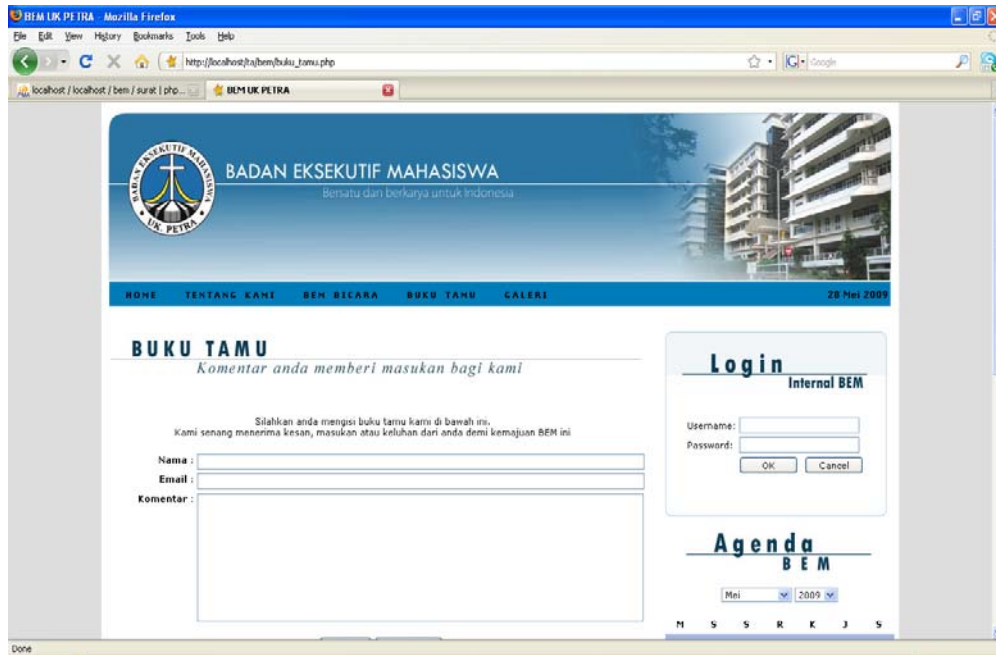 BEM UK PETRA - Mozilla Firefox
File Edit View History Bookmarks Tools Help
http://localhost/ta/bem/buku_tamu.php
Google
localhost / localhost / bem / surat | php...
BEM UK PETRA
BADAN EKSEKUTIF MAHASISWA
UK. PETRA
BADAN EKSEKUTIF MAHASISWA
Bersatu dan berkarya untuk Indonesia
HOME TENTANG KAMI BEM BICARA BUKU TAMU GALERI 28 Mei 2009
BUKU TAMU
Komentar anda memberi masukan bagi kami
Silahkan anda mengisi buku tamu kami di bawah ini.
Kami senang menerima kesan, masukan atau keluhan dari anda demi kemajuan BEM ini
Nama :
Email :
Komentar :
Login
Internal BEM
Username:
Password:
OK Cancel
Agenda
BEM
Mei 2009
M S S R K J S
Done